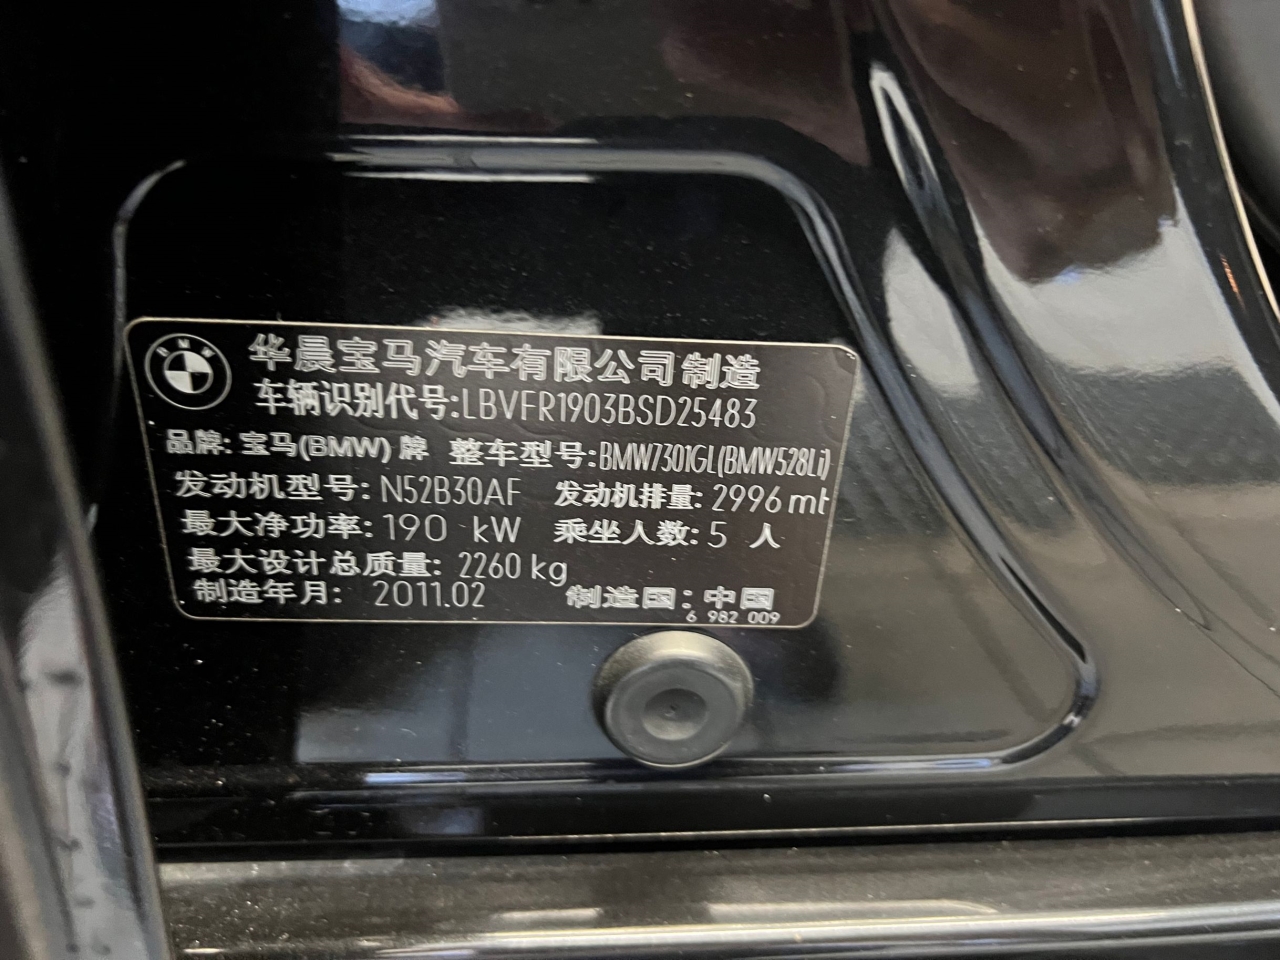 BMW
华晨宝马汽车有限公司制造
车辆识别代号:LBVFR1903BSD25483
品牌: 宝马(BMW) 牌 整车型号:BMW7301GL(BMW528Li)
发动机型号: N52B30AF 发动机排量: 2996 ml
最大净功率: 190 kW 乘坐人数: 5 人
最大设计总质量: 2260 kg
制造年月: 2011.02 制造国: 中国
6 982 009